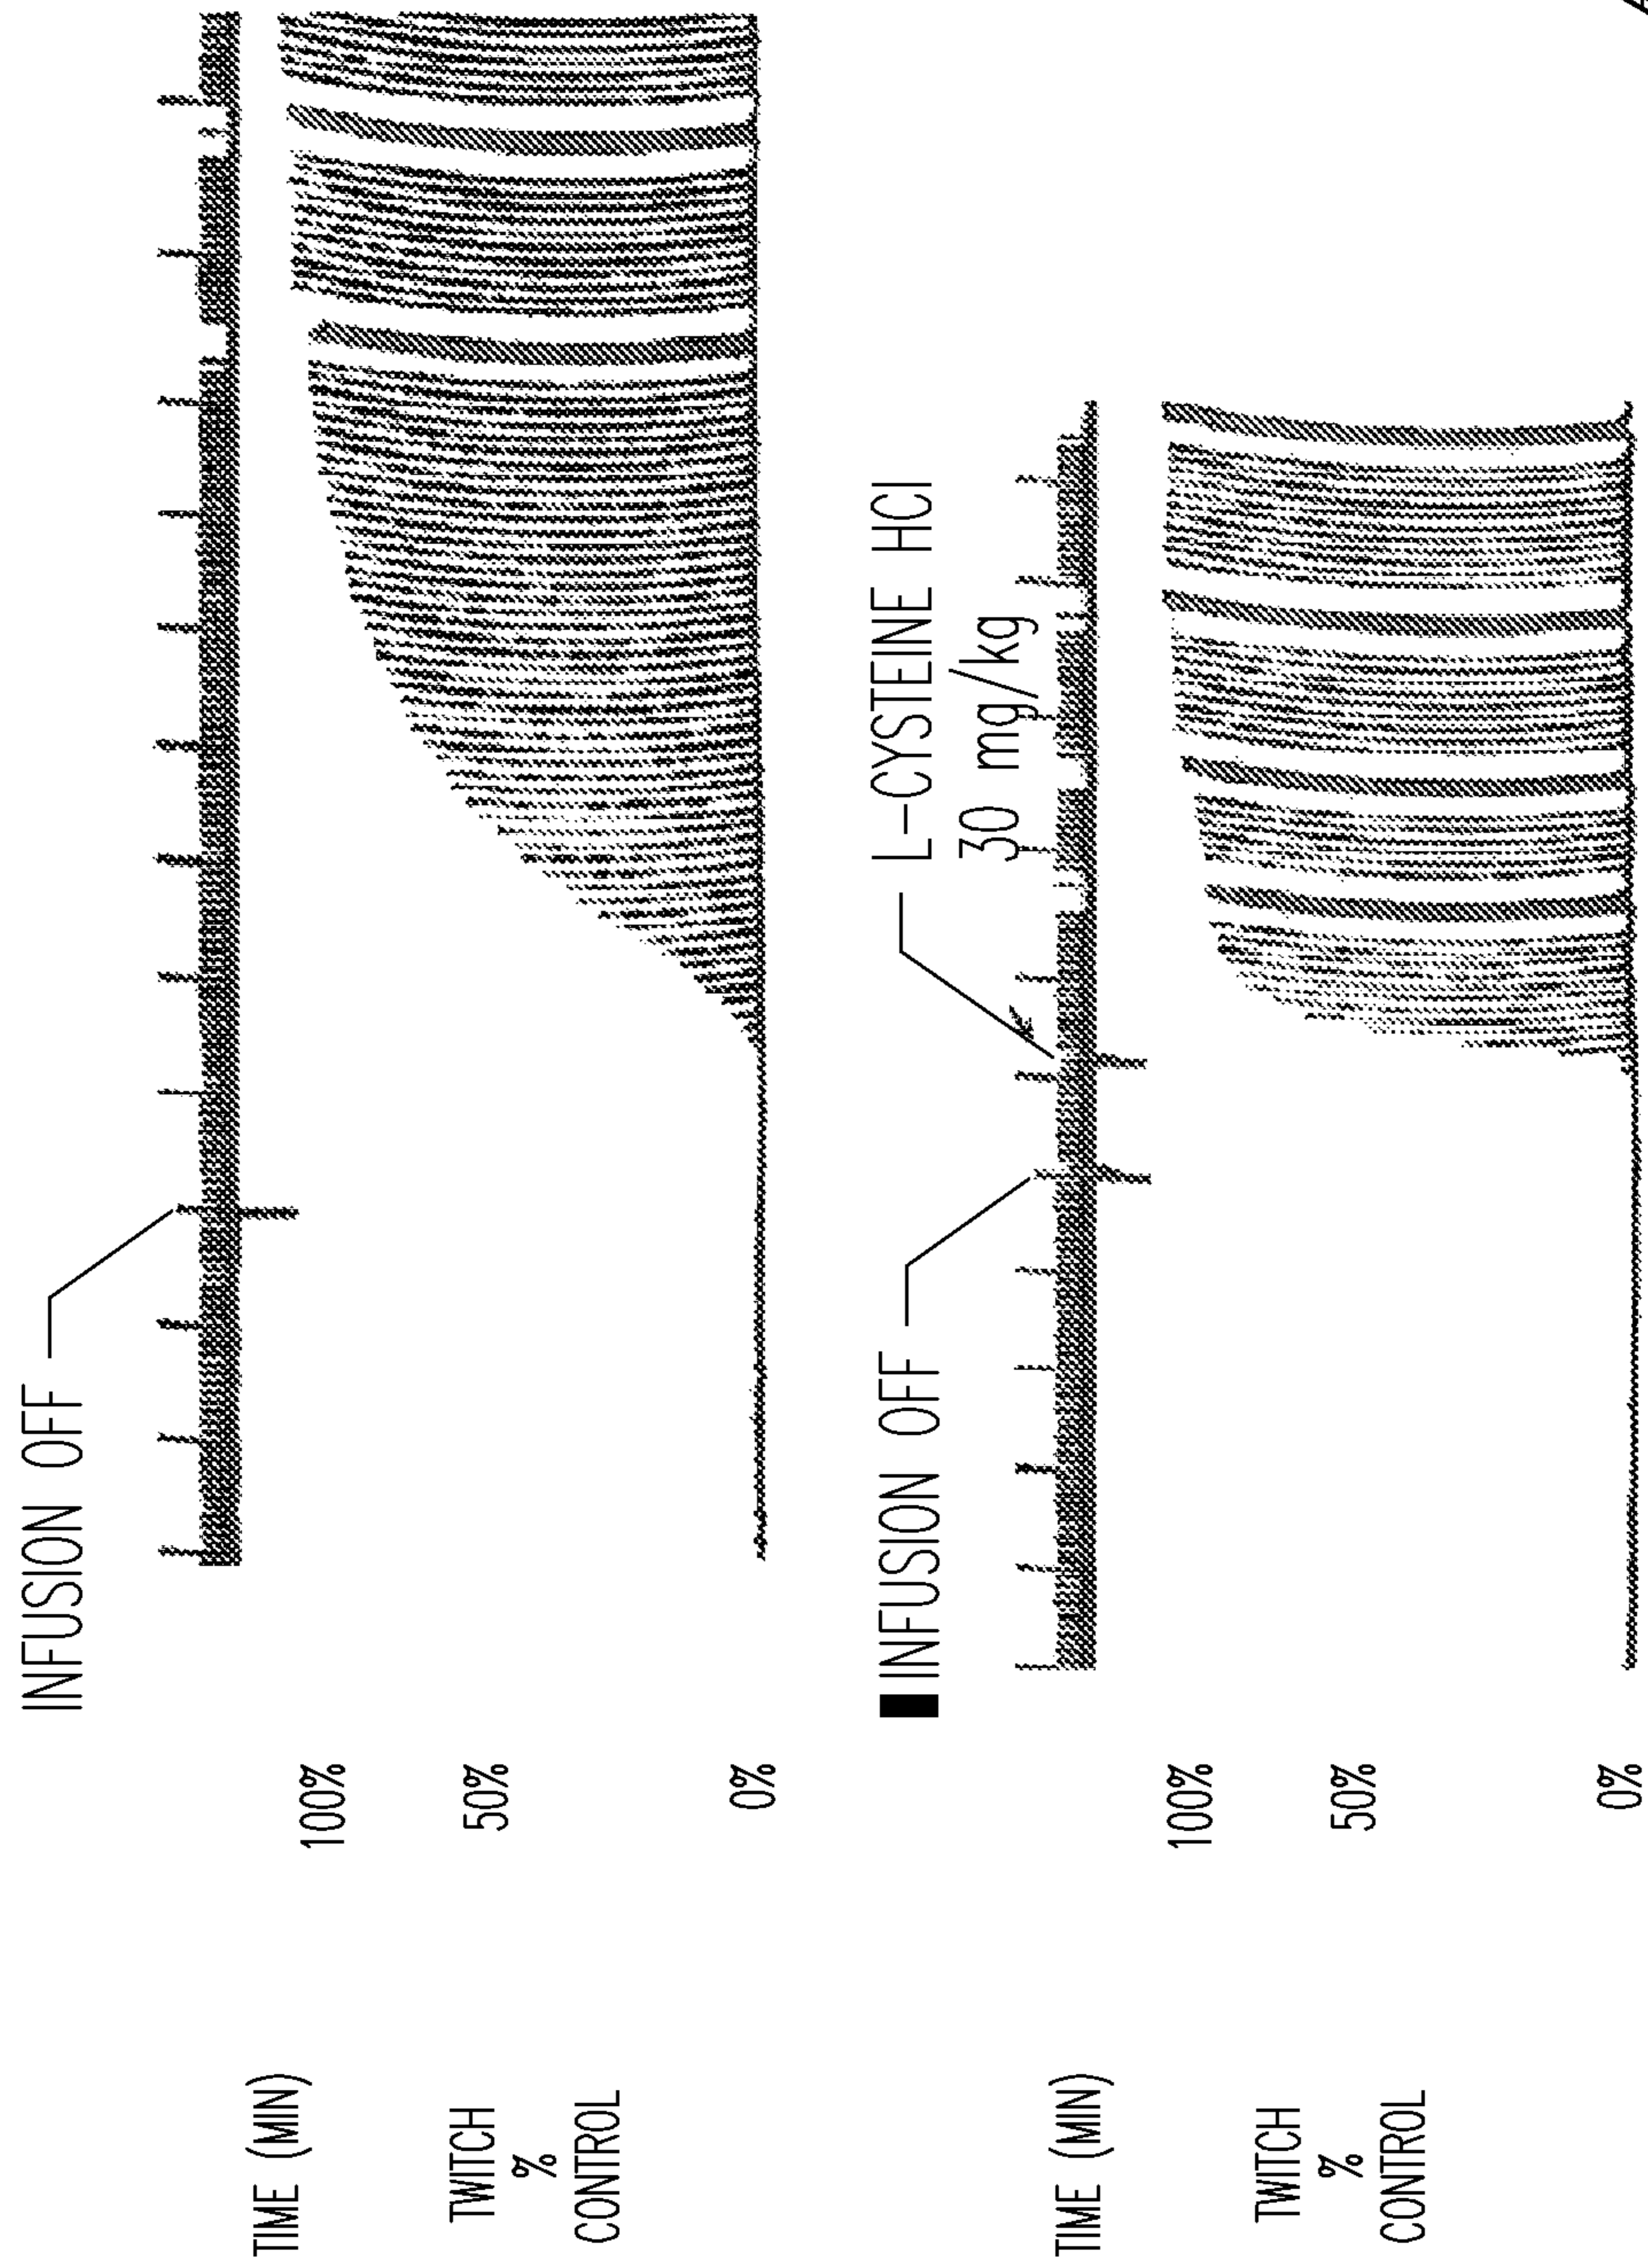 INFUSION OFF
TIME (MIN)
100%
TWITCH
%
CONTROL
50%
0%
INFUSION OFF
L-CYSTEINE HCl
30 mg/kg
TIME (MIN)
100%
TWITCH
%
CONTROL
50%
0%